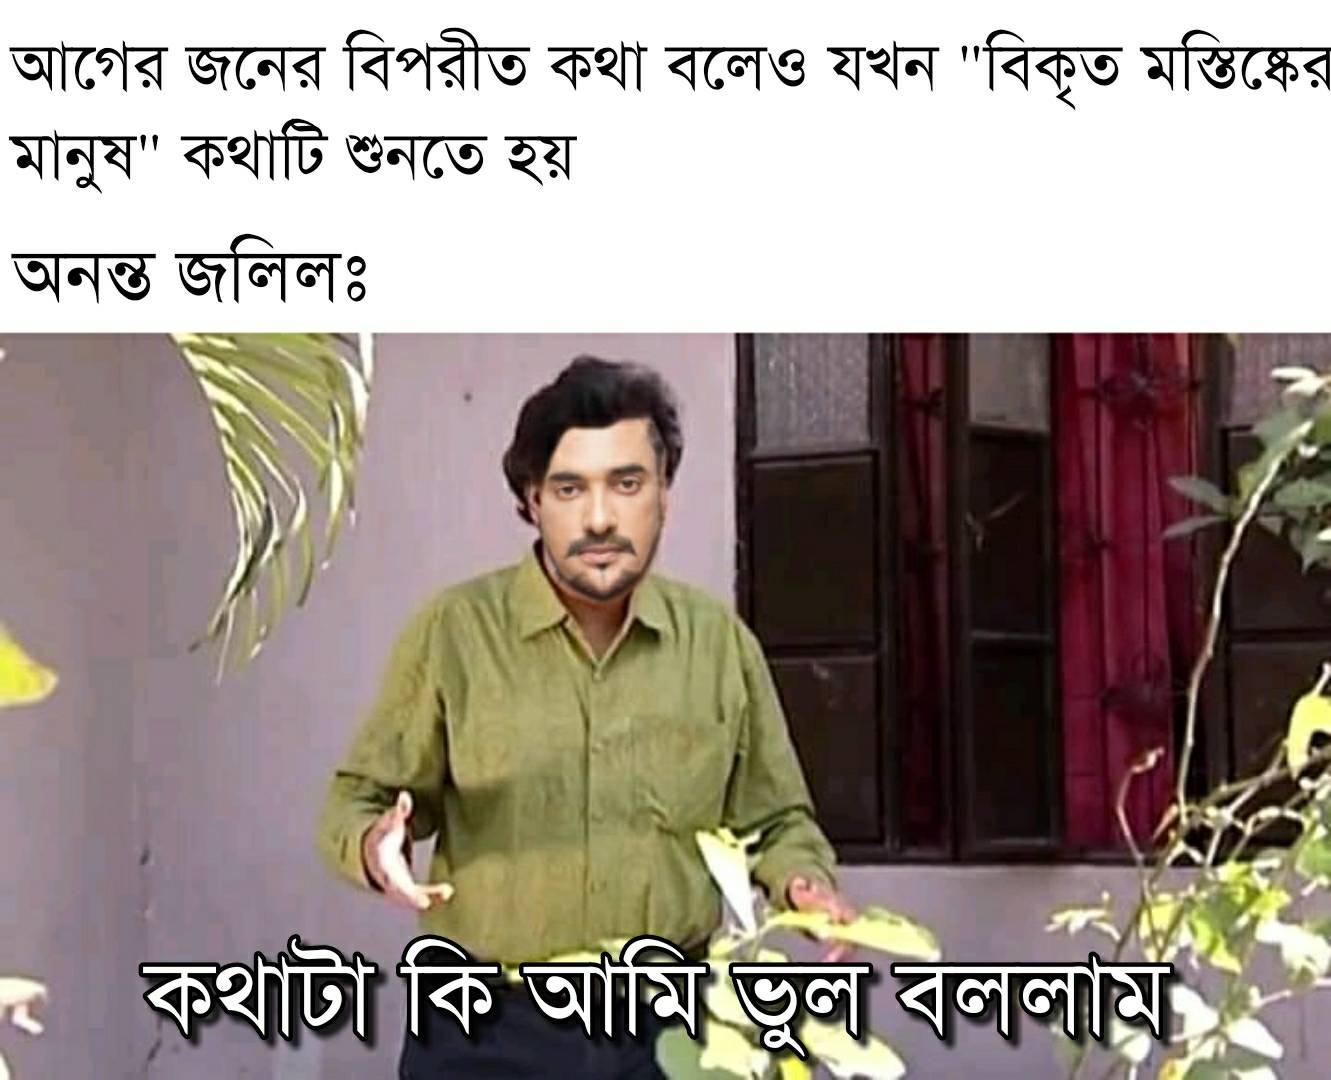 আগের জনের বিপরীত কথা বলেও যখন "বিকৃত মস্তিষ্কের
মানুষ" কথাটি শুনতে হয়
অনন্ত জলিলঃ
কথাটা কি আমি ভুল বললাম